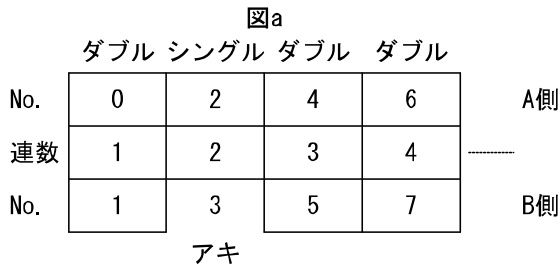 図a
ダブル シングル ダブル ダブル
No. 0 2 4 6 A側
連数 1 2 3 4
No. 1 3 5 7 B側
アキ